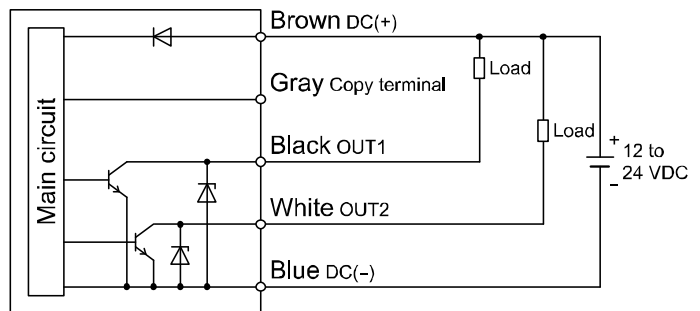 Brown DC(+)
Load
Gray Copy terminal
Main circuit
Load
Black OUT1
+
12 to
24 VDC
-
White OUT2
Blue DC(−)